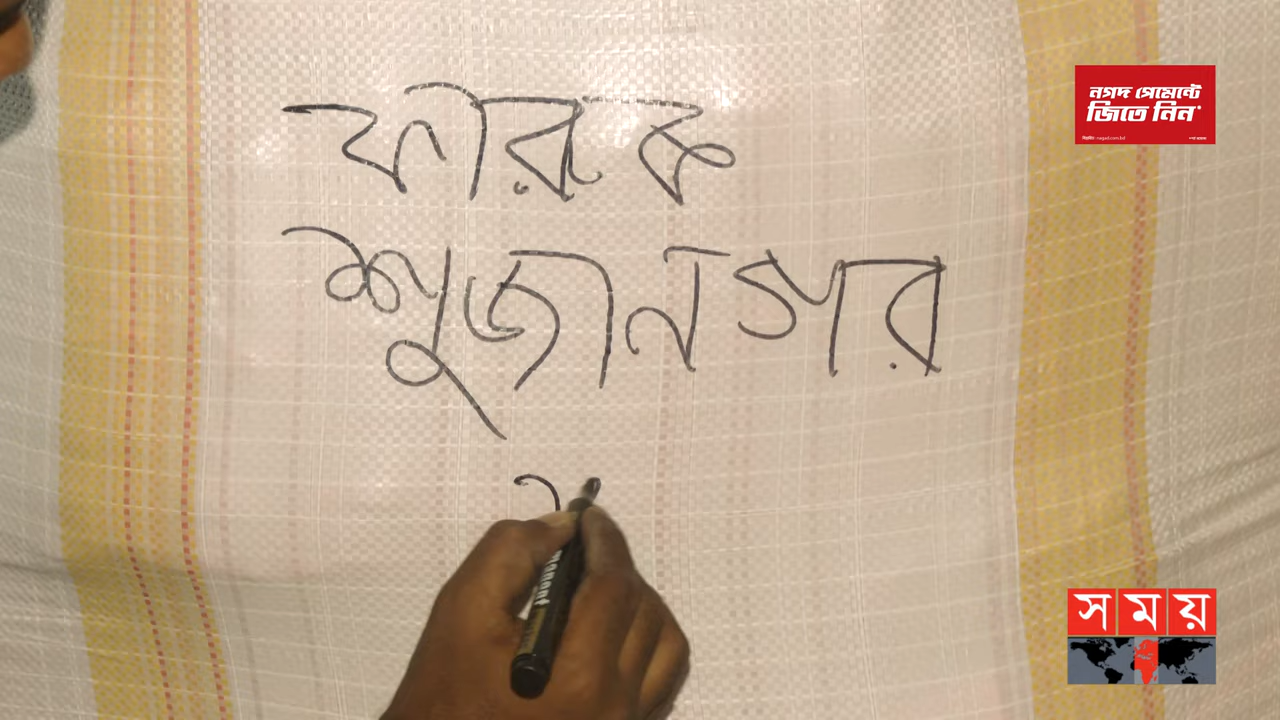 ফারুক
শুজানগর
নগদ পেমেন্টে
জিতে নিন*
সময়